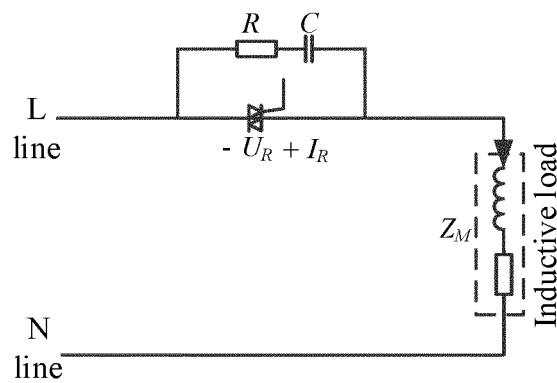 R C
L
line
- U_R + I_R
Z_M
Inductive load
N
line